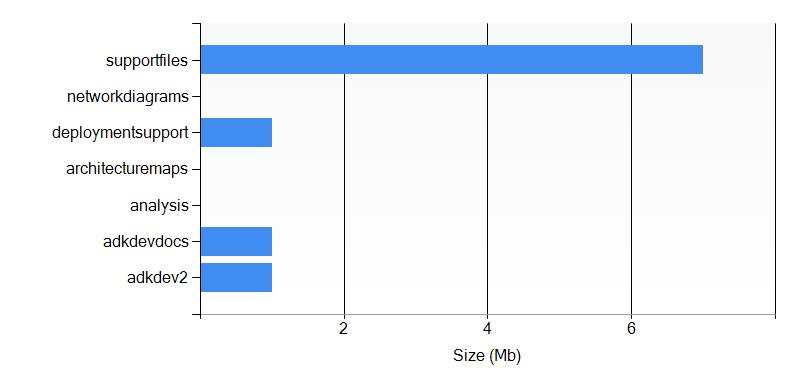 supportfiles
networkdiagrams
deploymentsupport
architecturemaps
analysis
adkdevdocs
adkdev2
2 4 6
Size (Mb)